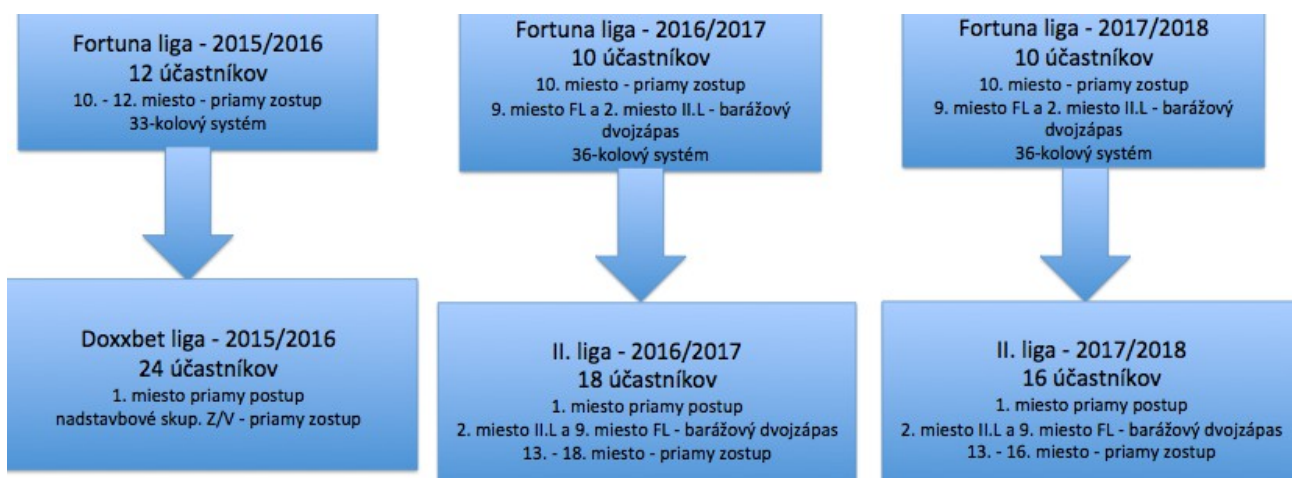 Fortuna liga - 2015/2016
12 účastníkov
10. - 12. miesto - priamy zostup
33-kolový systém
Doxxbet liga - 2015/2016
24 účastníkov
1. miesto priamy postup
nadstavbové skup. Z/V - priamy zostup
Fortuna liga - 2016/2017
10 účastníkov
10. miesto - priamy zostup
9. miesto FL a 2. miesto II.L - barážový
dvojzápas
36-kolový systém
II. liga - 2016/2017
18 účastníkov
1. miesto priamy postup
2. miesto II.L a 9. miesto FL - barážový dvojzápas
13. - 18. miesto - priamy zostup
Fortuna liga - 2017/2018
10 účastníkov
10. miesto - priamy zostup
9. miesto FL a 2. miesto II.L - barážový
dvojzápas
36-kolový systém
II. liga - 2017/2018
16 účastníkov
1. miesto priamy postup
2. miesto II.L a 9. miesto FL - barážový dvojzápas
13. - 16. miesto - priamy zostup